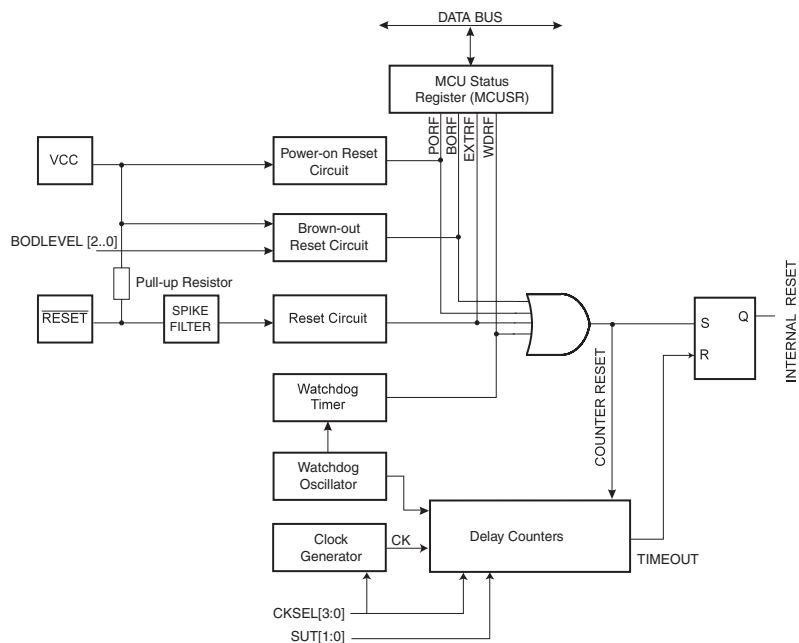 DATA BUS
MCU Status
Register (MCUSR)
PORF
BORF
EXTRF
WDRF
VCC
Power-on Reset
Circuit
Brown-out
Reset Circuit
BODLEVEL [2..0]
Pull-up Resistor
RESET
SPIKE
FILTER
Reset Circuit
S
Q
R
INTERNAL RESET
Watchdog
Timer
COUNTER RESET
Watchdog
Oscillator
Clock
Generator
CK
Delay Counters
TIMEOUT
CKSEL[3:0]
SUT[1:0]